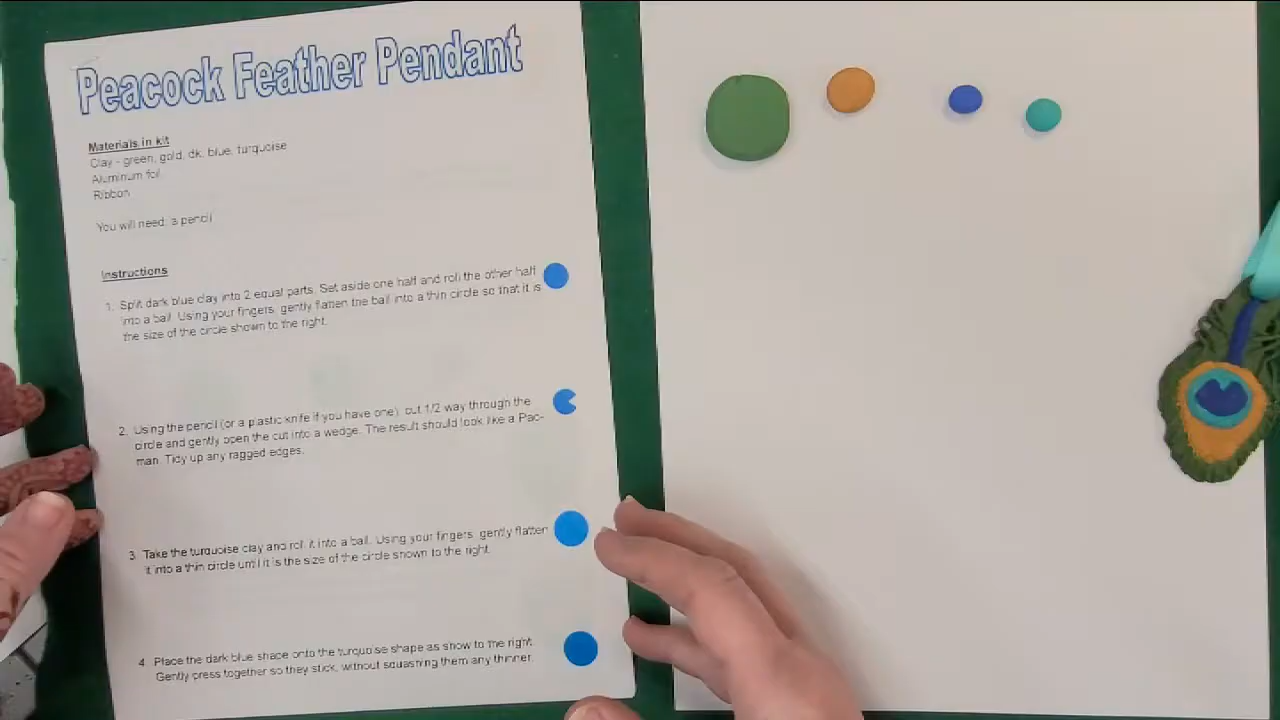 Peacock Feather Pendant
Materials in kit
Clay - green, gold, dk. blue, turquoise
Aluminum foil
Ribbon
You will need: a pencil
Instructions
1. Split dark blue clay into 2 equal parts. Set aside one half and roll the other half
into a ball. Using your fingers, gently flatten the ball into a thin circle so that it is
the size of the circle shown to the right.
2. Using the pencil (or a plastic knife if you have one), cut 1/2 way through the
circle and gently open the cut into a wedge. The result should look like a Pac-
man. Tidy up any ragged edges.
3. Take the turquoise clay and roll it into a ball. Using your fingers, gently flatten
it into a thin circle until it is the size of the circle shown to the right.
4. Place the dark blue shape onto the turquoise shape as show to the right.
Gently press together so they stick, without squashing them any thinner.